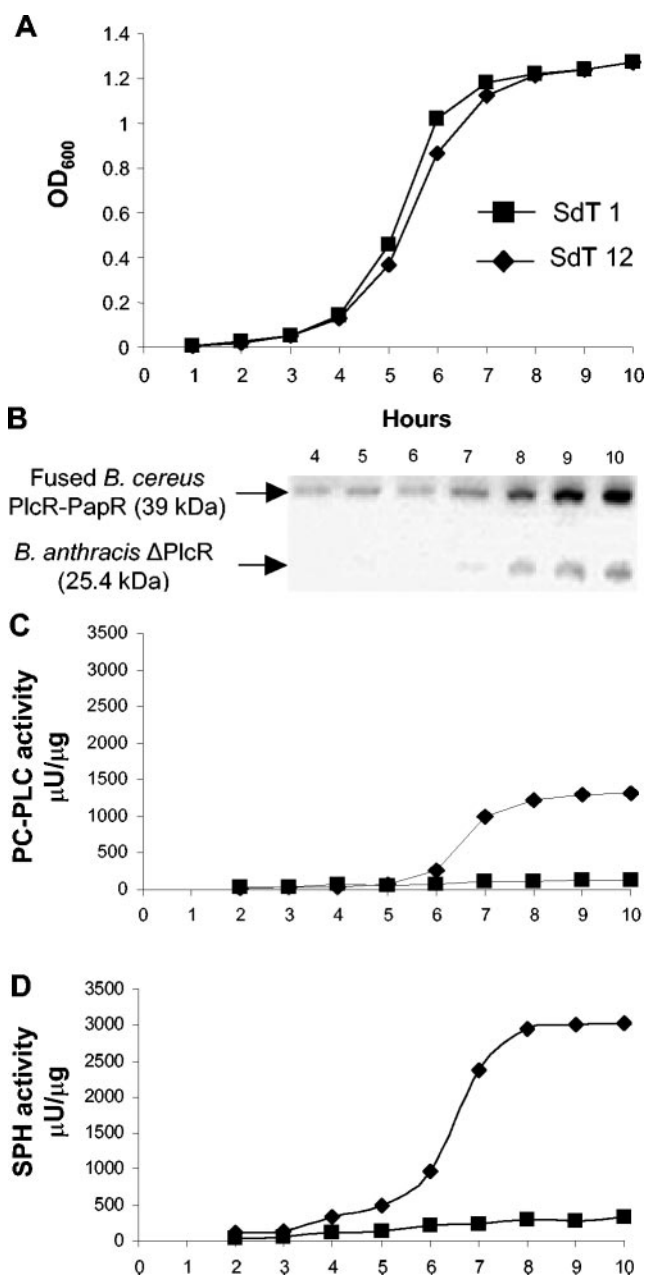 A
1.4
1.2
1
0.8
0.6
0.4
0.2
0
OD600
SdT 1
SdT 12
0 1 2 3 4 5 6 7 8 9 10
Hours
B
4 5 6 7 8 9 10
Fused B. cereus
PlcR-PapR (39 kDa)
B. anthracis ΔPlcR
(25.4 kDa)
C
3500
3000
2500
2000
1500
1000
500
0
PC-PLC activity
μU/μg
0 1 2 3 4 5 6 7 8 9 10
D
3500
3000
2500
2000
1500
1000
500
0
SPH activity
μU/μg
0 1 2 3 4 5 6 7 8 9 10